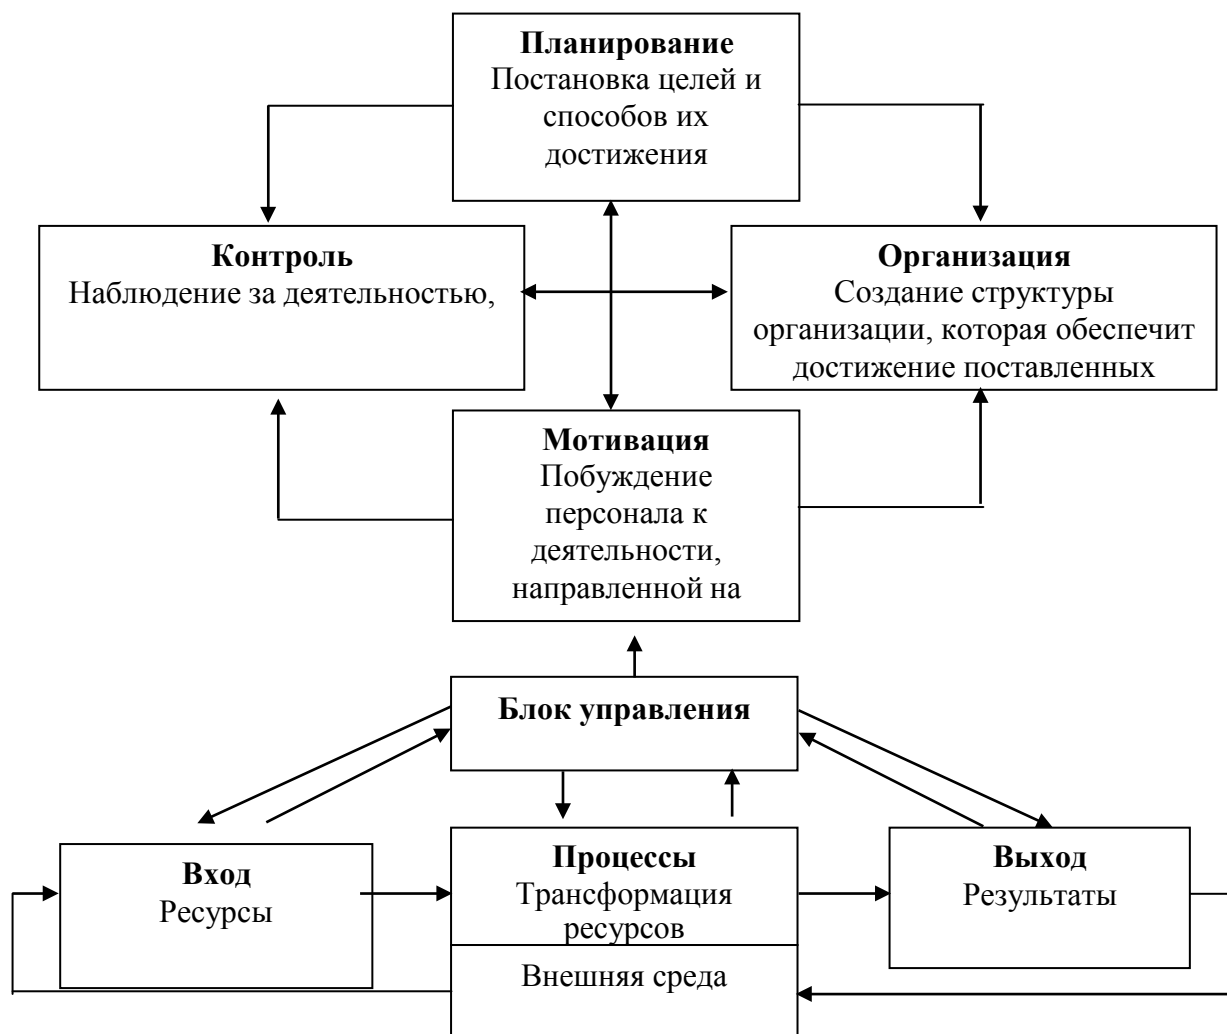 Планирование
Постановка целей и
способов их
достижения
Контроль
Наблюдение за деятельностью,
Организация
Создание структуры
организации, которая обеспечит
достижение поставленных
Мотивация
Побуждение
персонала к
деятельности,
направленной на
Блок управления
Вход
Ресурсы
Процессы
Трансформация
ресурсов
Выход
Результаты
Внешняя среда